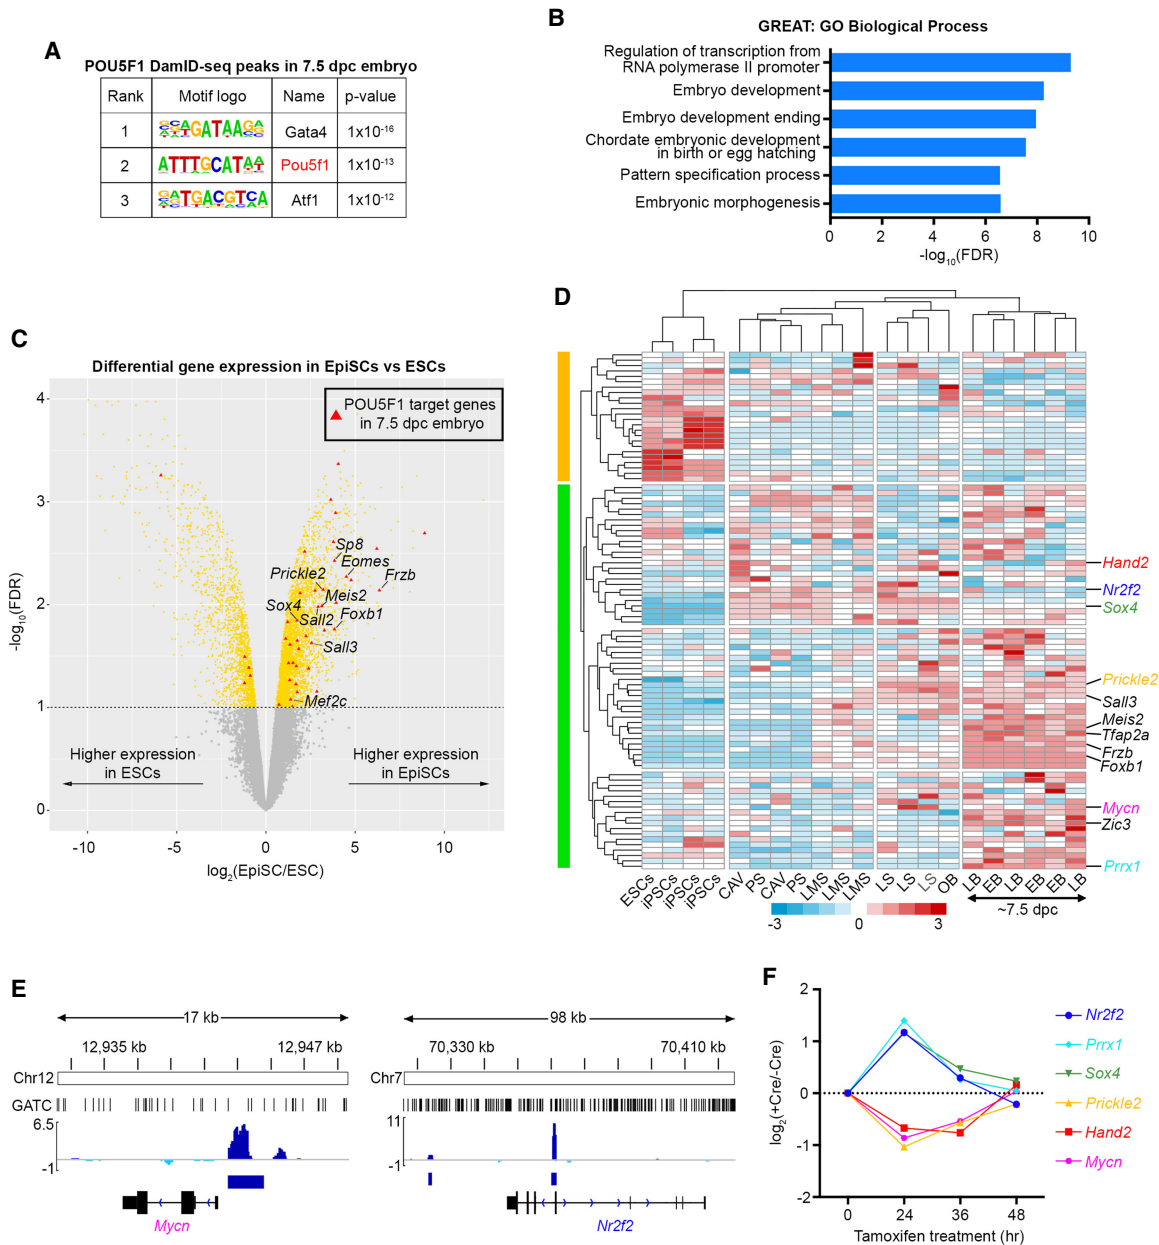 A
POU5F1 DamID-seq peaks in 7.5 dpc embryo
Rank Motif logo Name p-value
1 GATAAG Gata4 1x10-16
2 ATTTGCATAA Pou5f1 1x10-13
3 TGACGTCA Atf1 1x10-12
B
GREAT: GO Biological Process
Regulation of transcription from
RNA polymerase II promoter
Embryo development
Embryo development ending
Chordate embryonic development
in birth or egg hatching
Pattern specification process
Embryonic morphogenesis
0 2 4 6 8 10
-log10(FDR)
C
Differential gene expression in EpiSCs vs ESCs
POU5F1 target genes
in 7.5 dpc embryo
4
3
2
1
0
-log10(FDR)
Sp8
Eomes
Prickle2
Frzb
Meis2
Sox4
Sall2
Foxb1
Sall3
Mef2c
Higher expression
in ESCs
Higher expression
in EpiSCs
-10 -5 0 5 10
log2(EpiSC/ESC)
D
Hand2
Nr2f2
Sox4
Prickle2
Sall3
Meis2
Tfap2a
Frzb
Foxb1
Mycn
Zic3
Prrx1
ESCs iPSCs iPSCs iPSCs CAV PS CAV PS LMS LMS LMS LS LS LS OB LB EB LB EB EB LB
-3 0 3
~7.5 dpc
E
17 kb
12,935 kb 12,947 kb
Chr12
GATC
6.5
-1
Mycn
98 kb
70,330 kb 70,410 kb
Chr7
11
-1
Nr2f2
F
2
1
0
-1
-2
log2(+Cre/-Cre)
0 24 36 48
Tamoxifen treatment (hr)
Nr2f2
Prrx1
Sox4
Prickle2
Hand2
Mycn